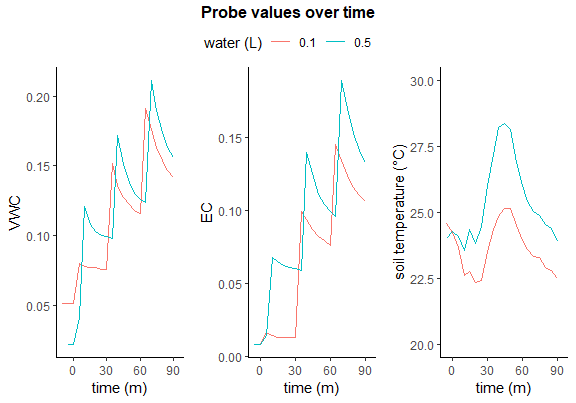 Probe values over time
water (L) 0.1 0.5
VWC
0.20
0.15
0.10
0.05
0 30 60 90
time (m)
EC
0.15
0.10
0.05
0.00
0 30 60 90
time (m)
soil temperature (°C)
30.0
27.5
25.0
22.5
20.0
0 30 60 90
time (m)